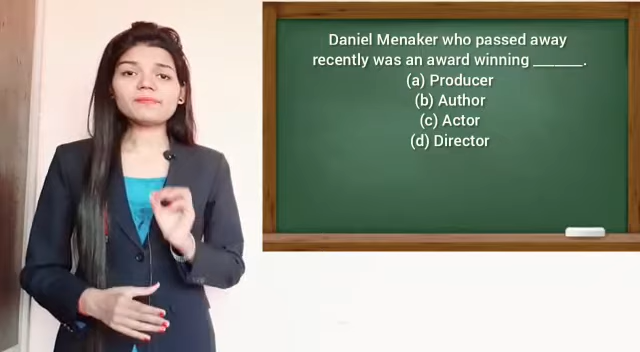 Daniel Menaker who passed away
recently was an award winning ______.
(a) Producer
(b) Author
(c) Actor
(d) Director